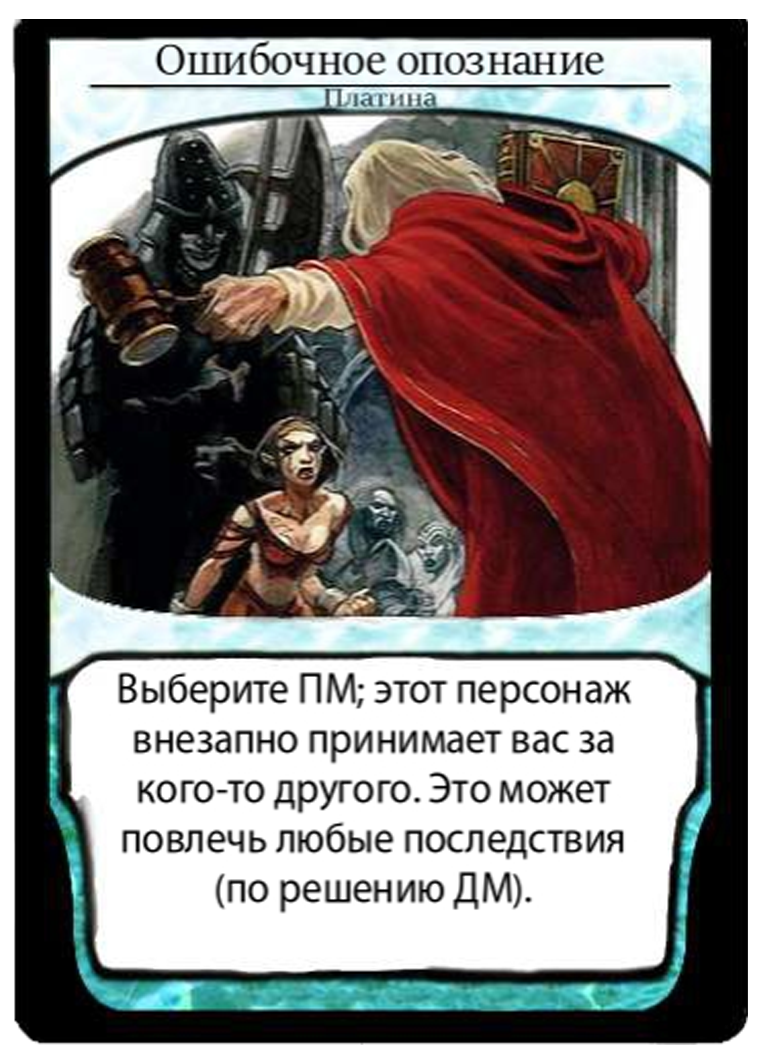 Ошибочное опознание
Платина
Выберите ПМ; этот персонаж
внезапно принимает вас за
кого-то другого. Это может
повлечь любые последствия
(по решению ДМ).